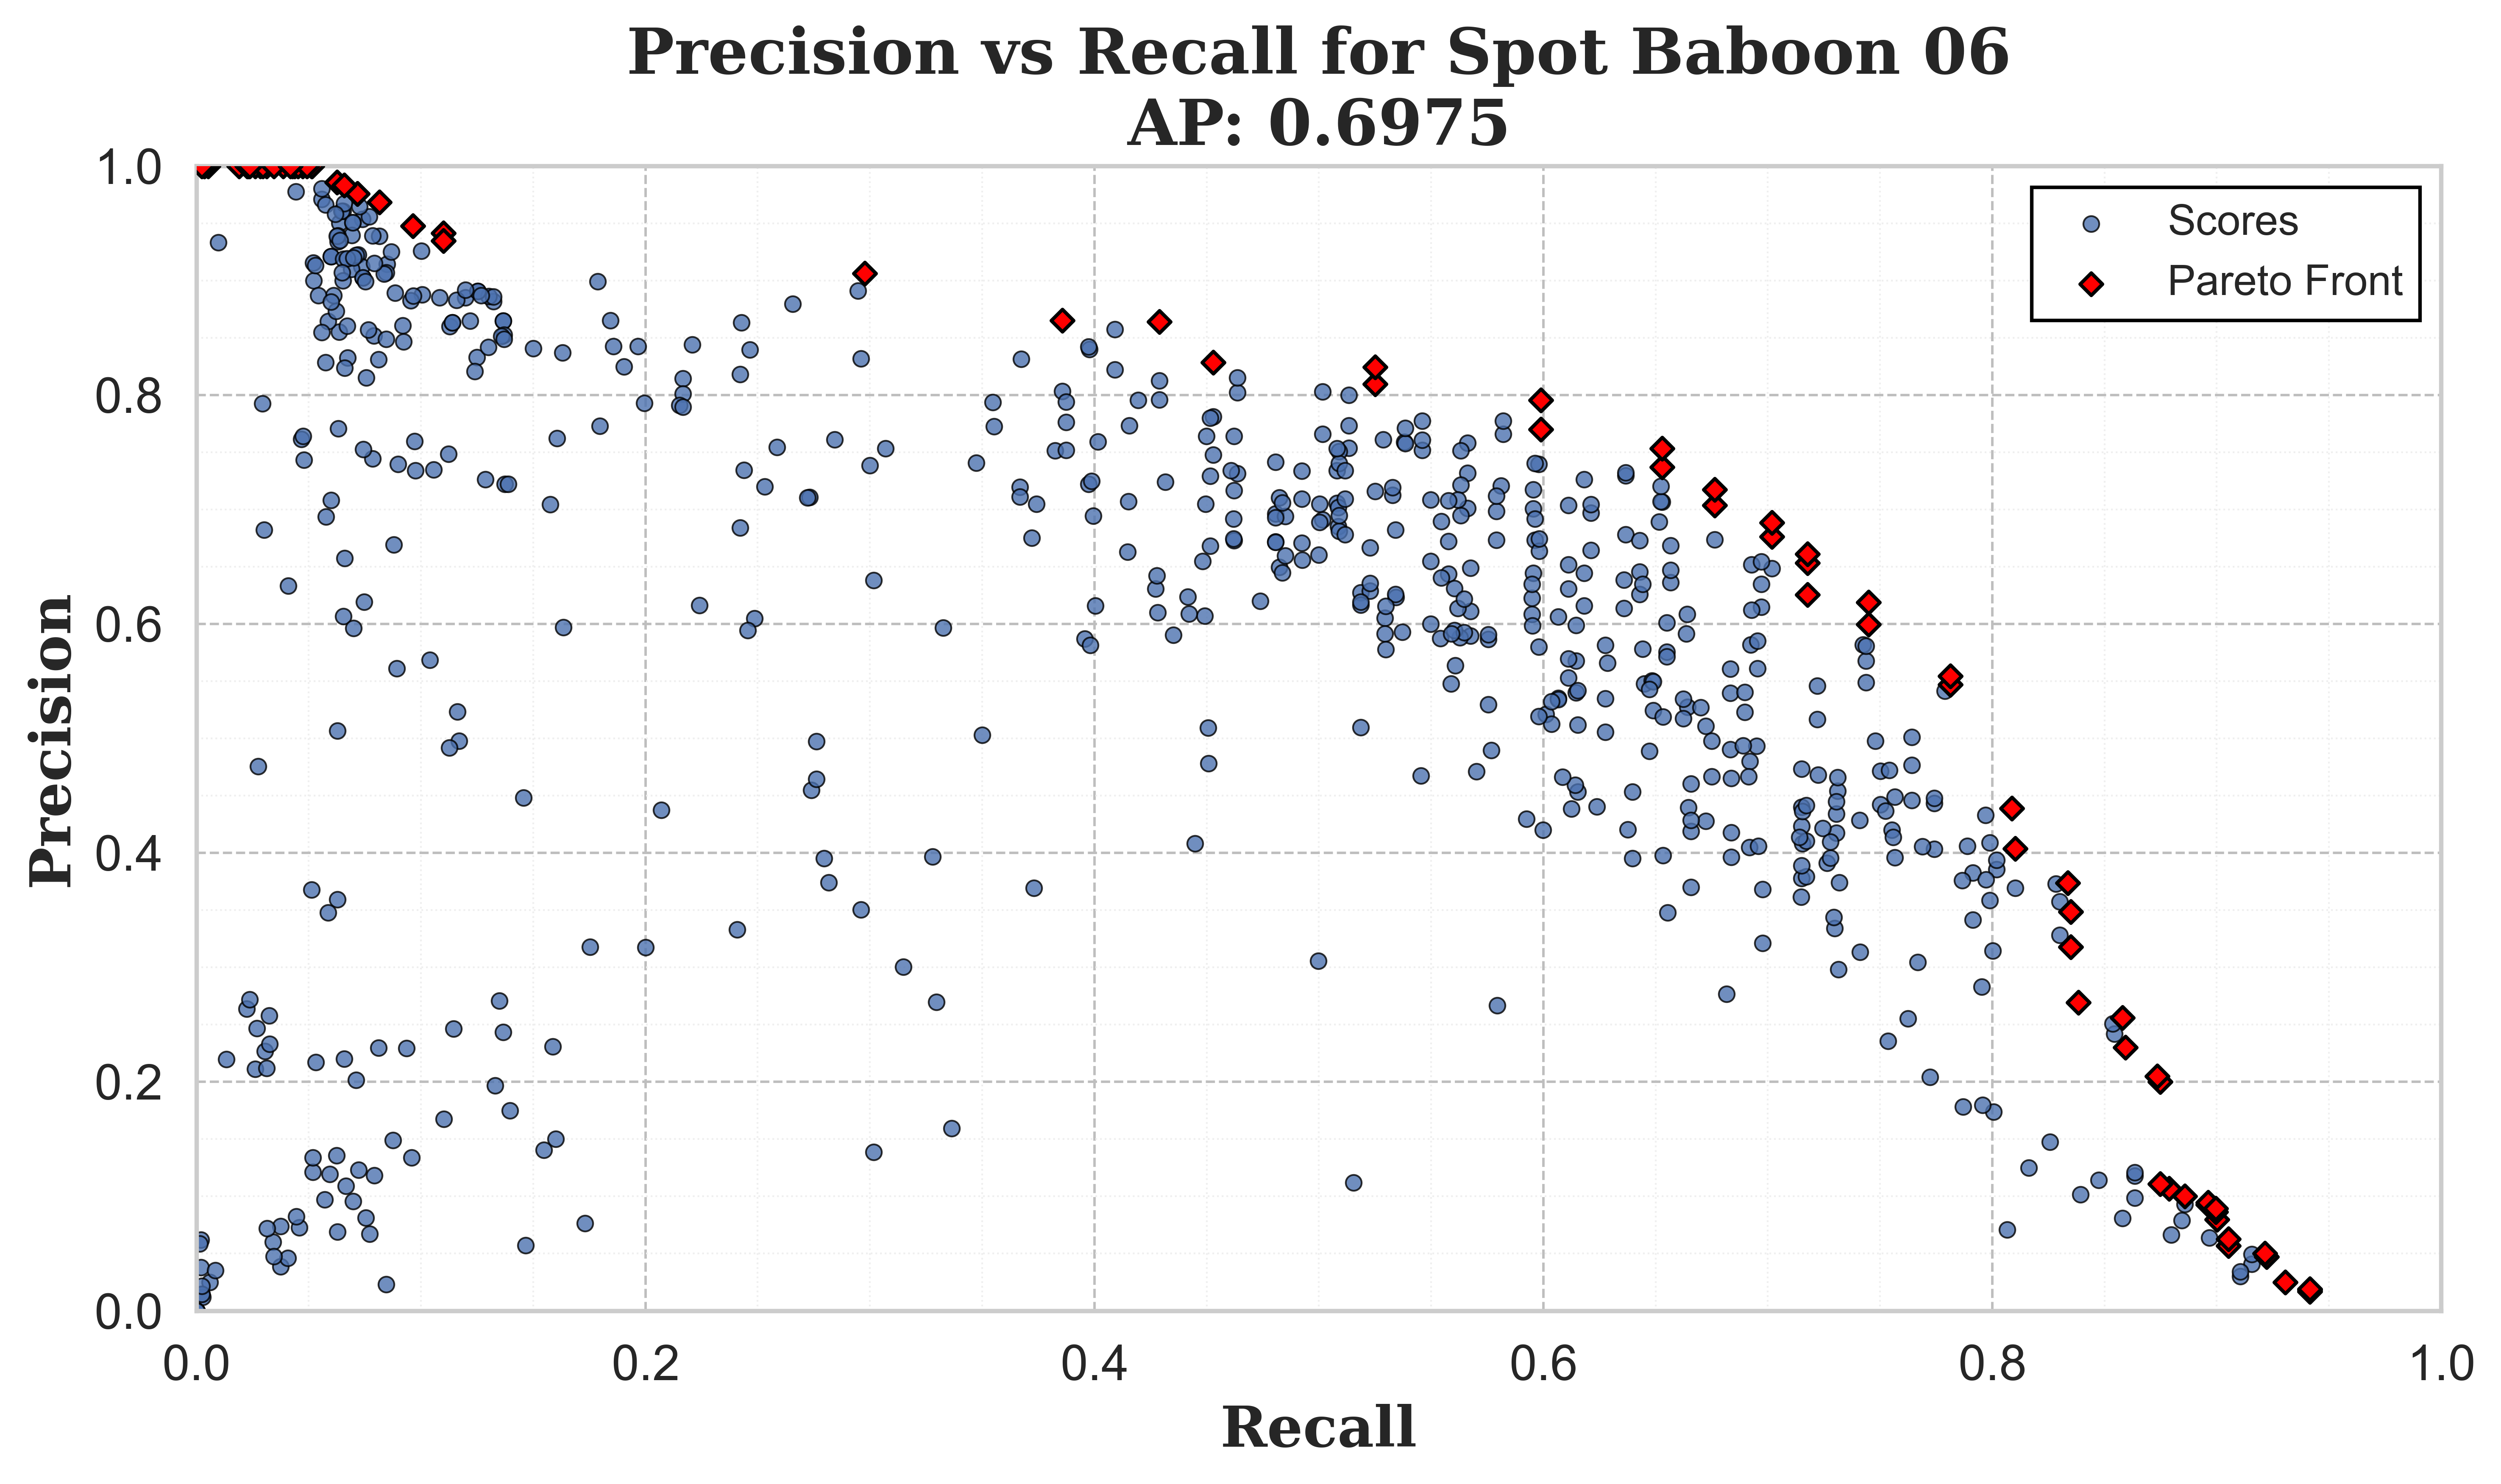 Precision vs Recall for Spot Baboon 06
AP: 0.6975
Scores
Pareto Front
Precision
1.0
0.8
0.6
0.4
0.2
0.0
0.0 0.2 0.4 0.6 0.8 1.0
Recall